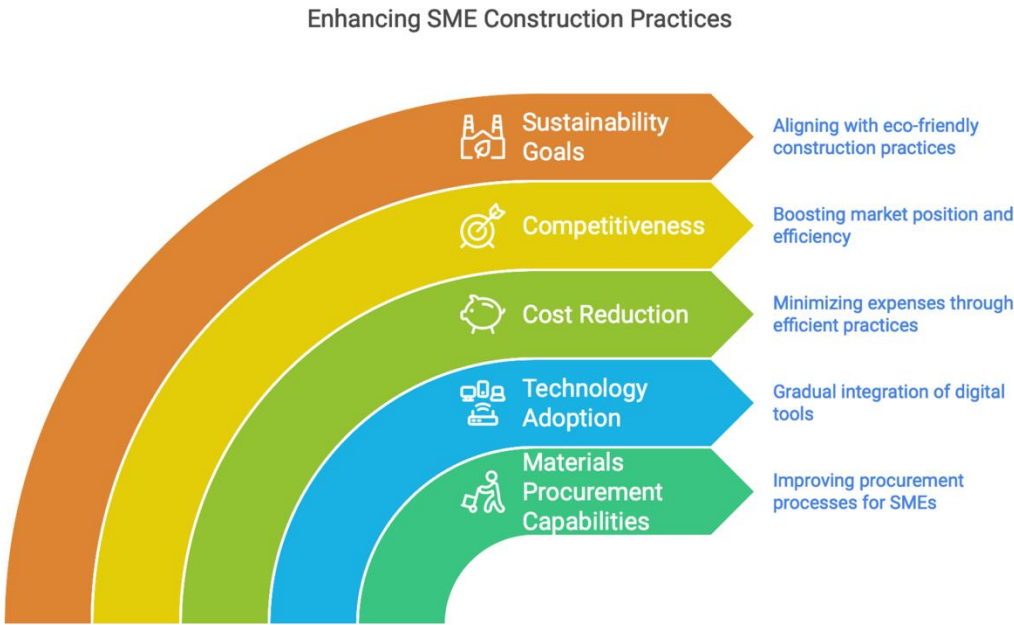 Enhancing SME Construction Practices
Sustainability
Goals
Aligning with eco-friendly
construction practices
Competitiveness
Boosting market position and
efficiency
Cost Reduction
Minimizing expenses through
efficient practices
Technology
Adoption
Gradual integration of digital
tools
Materials
Procurement
Capabilities
Improving procurement
processes for SMEs